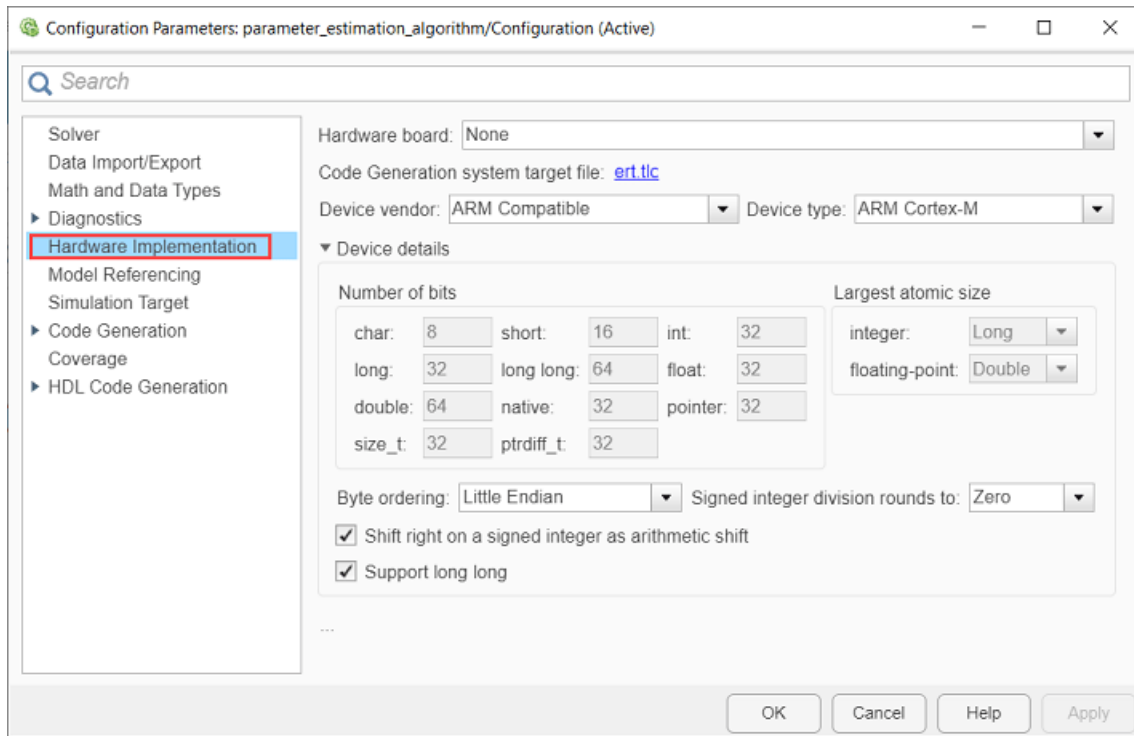 Configuration Parameters: parameter_estimation_algorithm/Configuration (Active)
Search
Solver
Data Import/Export
Math and Data Types
Diagnostics
Hardware Implementation
Model Referencing
Simulation Target
Code Generation
Coverage
HDL Code Generation
Hardware board: None
Code Generation system target file: ert.tlc
Device vendor: ARM Compatible Device type: ARM Cortex-M
Device details
Number of bits
char: 8 short: 16 int: 32
long: 32 long long: 64 float: 32
double: 64 native: 32 pointer: 32
size_t: 32 ptrdiff_t: 32
Largest atomic size
integer: Long
floating-point: Double
Byte ordering: Little Endian Signed integer division rounds to: Zero
Shift right on a signed integer as arithmetic shift
Support long long
...
OK Cancel Help Apply